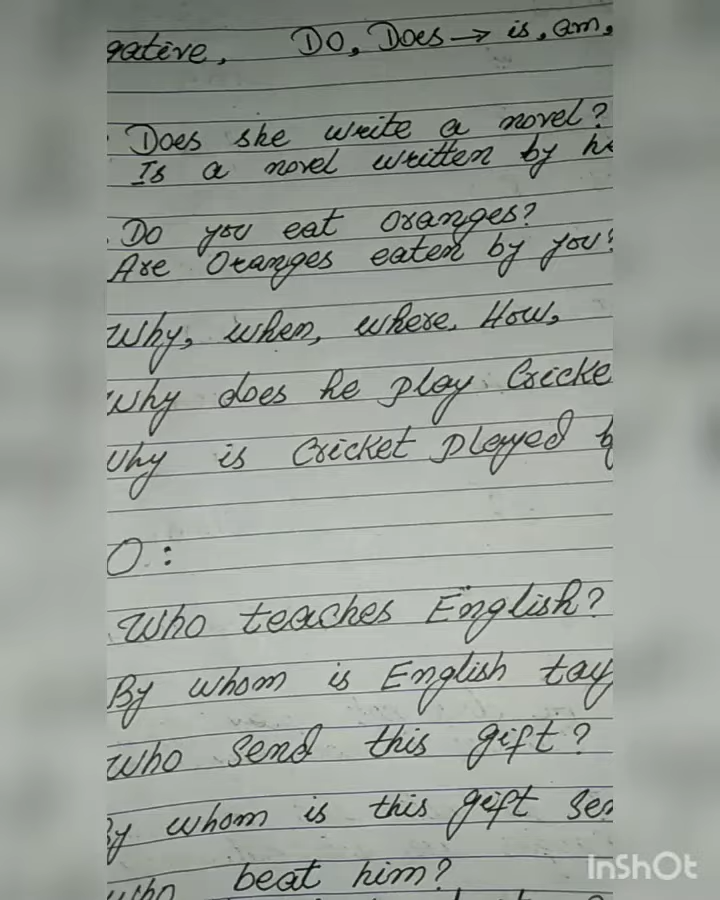 gative, Do, Does → is, am,
Does she write a novel?
Is a novel written by he
Do you eat oranges?
Are Oranges eaten by you?
Why, when, where, How,
Why does he play Cricke
Why is Cricket played b
O :
Who teaches English?
By whom is English tau
Who send this gift?
By whom is this gift sen
who beat him?
InShOt